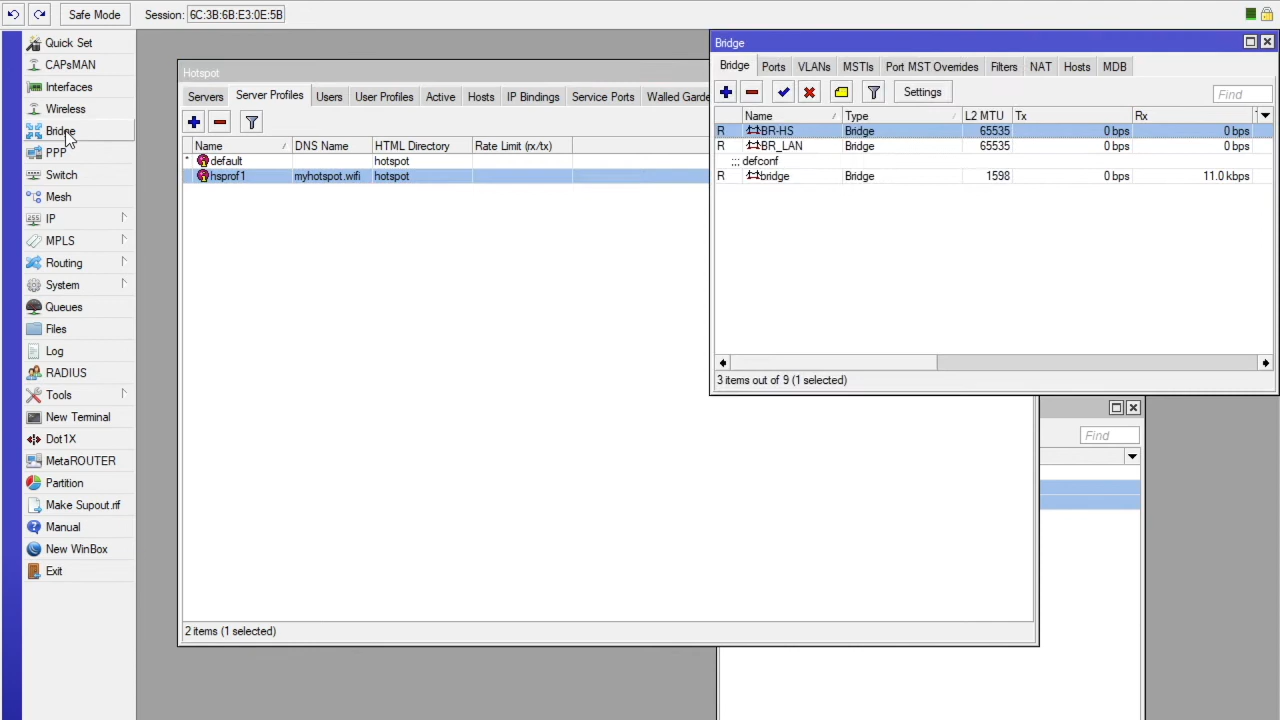 Safe Mode Session: 6C:3B:6B:E3:0E:5B
Quick Set
CAPsMAN
Interfaces
Wireless
Bridge
PPP
Switch
Mesh
IP
MPLS
Routing
System
Queues
Files
Log
RADIUS
Tools
New Terminal
Dot1X
MetaROUTER
Partition
Make Supout.rif
Manual
New WinBox
Exit
Hotspot
Servers Server Profiles Users User Profiles Active Hosts IP Bindings Service Ports Walled Garde
Name DNS Name HTML Directory Rate Limit (rx/tx)
* default hotspot
hsprof1 myhotspot.wifi hotspot
2 items (1 selected)
Bridge
Bridge Ports VLANs MSTIs Port MST Overrides Filters NAT Hosts MDB
Settings Find
Name Type L2 MTU Tx Rx
R BR-HS Bridge 65535 0 bps 0 bps
R BR_LAN Bridge 65535 0 bps 0 bps
::: defconf
R bridge Bridge 1598 0 bps 11.0 kbps
3 items out of 9 (1 selected)
Find